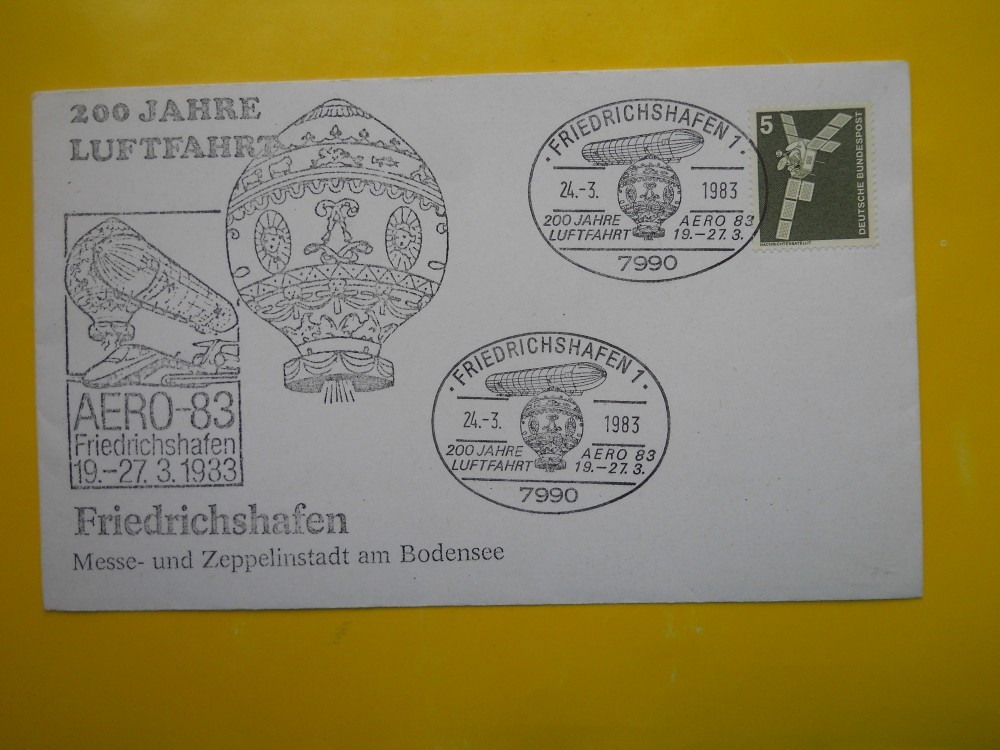 200 JAHRE
LUFTFAHRT
AERO-83
Friedrichshafen
19.-27. 3. 1983
Friedrichshafen
Messe- und Zeppelinstadt am Bodensee
· FRIEDRICHSHAFEN 1 ·
24.-3. 1983
200 JAHRE AERO 83
LUFTFAHRT 19.-27. 3.
7990
5
DEUTSCHE BUNDESPOST
NACHRICHTENSATELLIT
· FRIEDRICHSHAFEN 1 ·
24.-3. 1983
200 JAHRE AERO 83
LUFTFAHRT 19.-27. 3.
7990